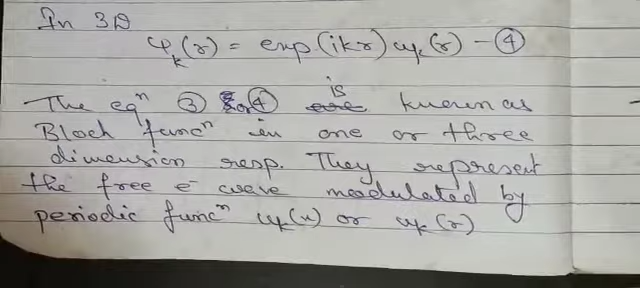 In 3D
ψk(r) = exp(ikr) uk(r) - ④
The eqⁿ ③ or ④ is known as
Bloch funcⁿ in one or three
dimension resp. They represent
the free e⁻ wave modulated by
periodic funcⁿ uk(x) or uk(r)